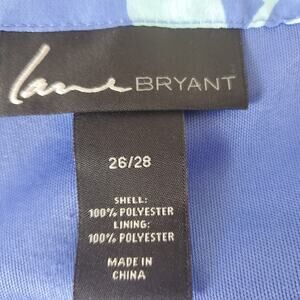 Lane BRYANT
26/28
SHELL:
100% POLYESTER
LINING:
100% POLYESTER
MADE IN
CHINA